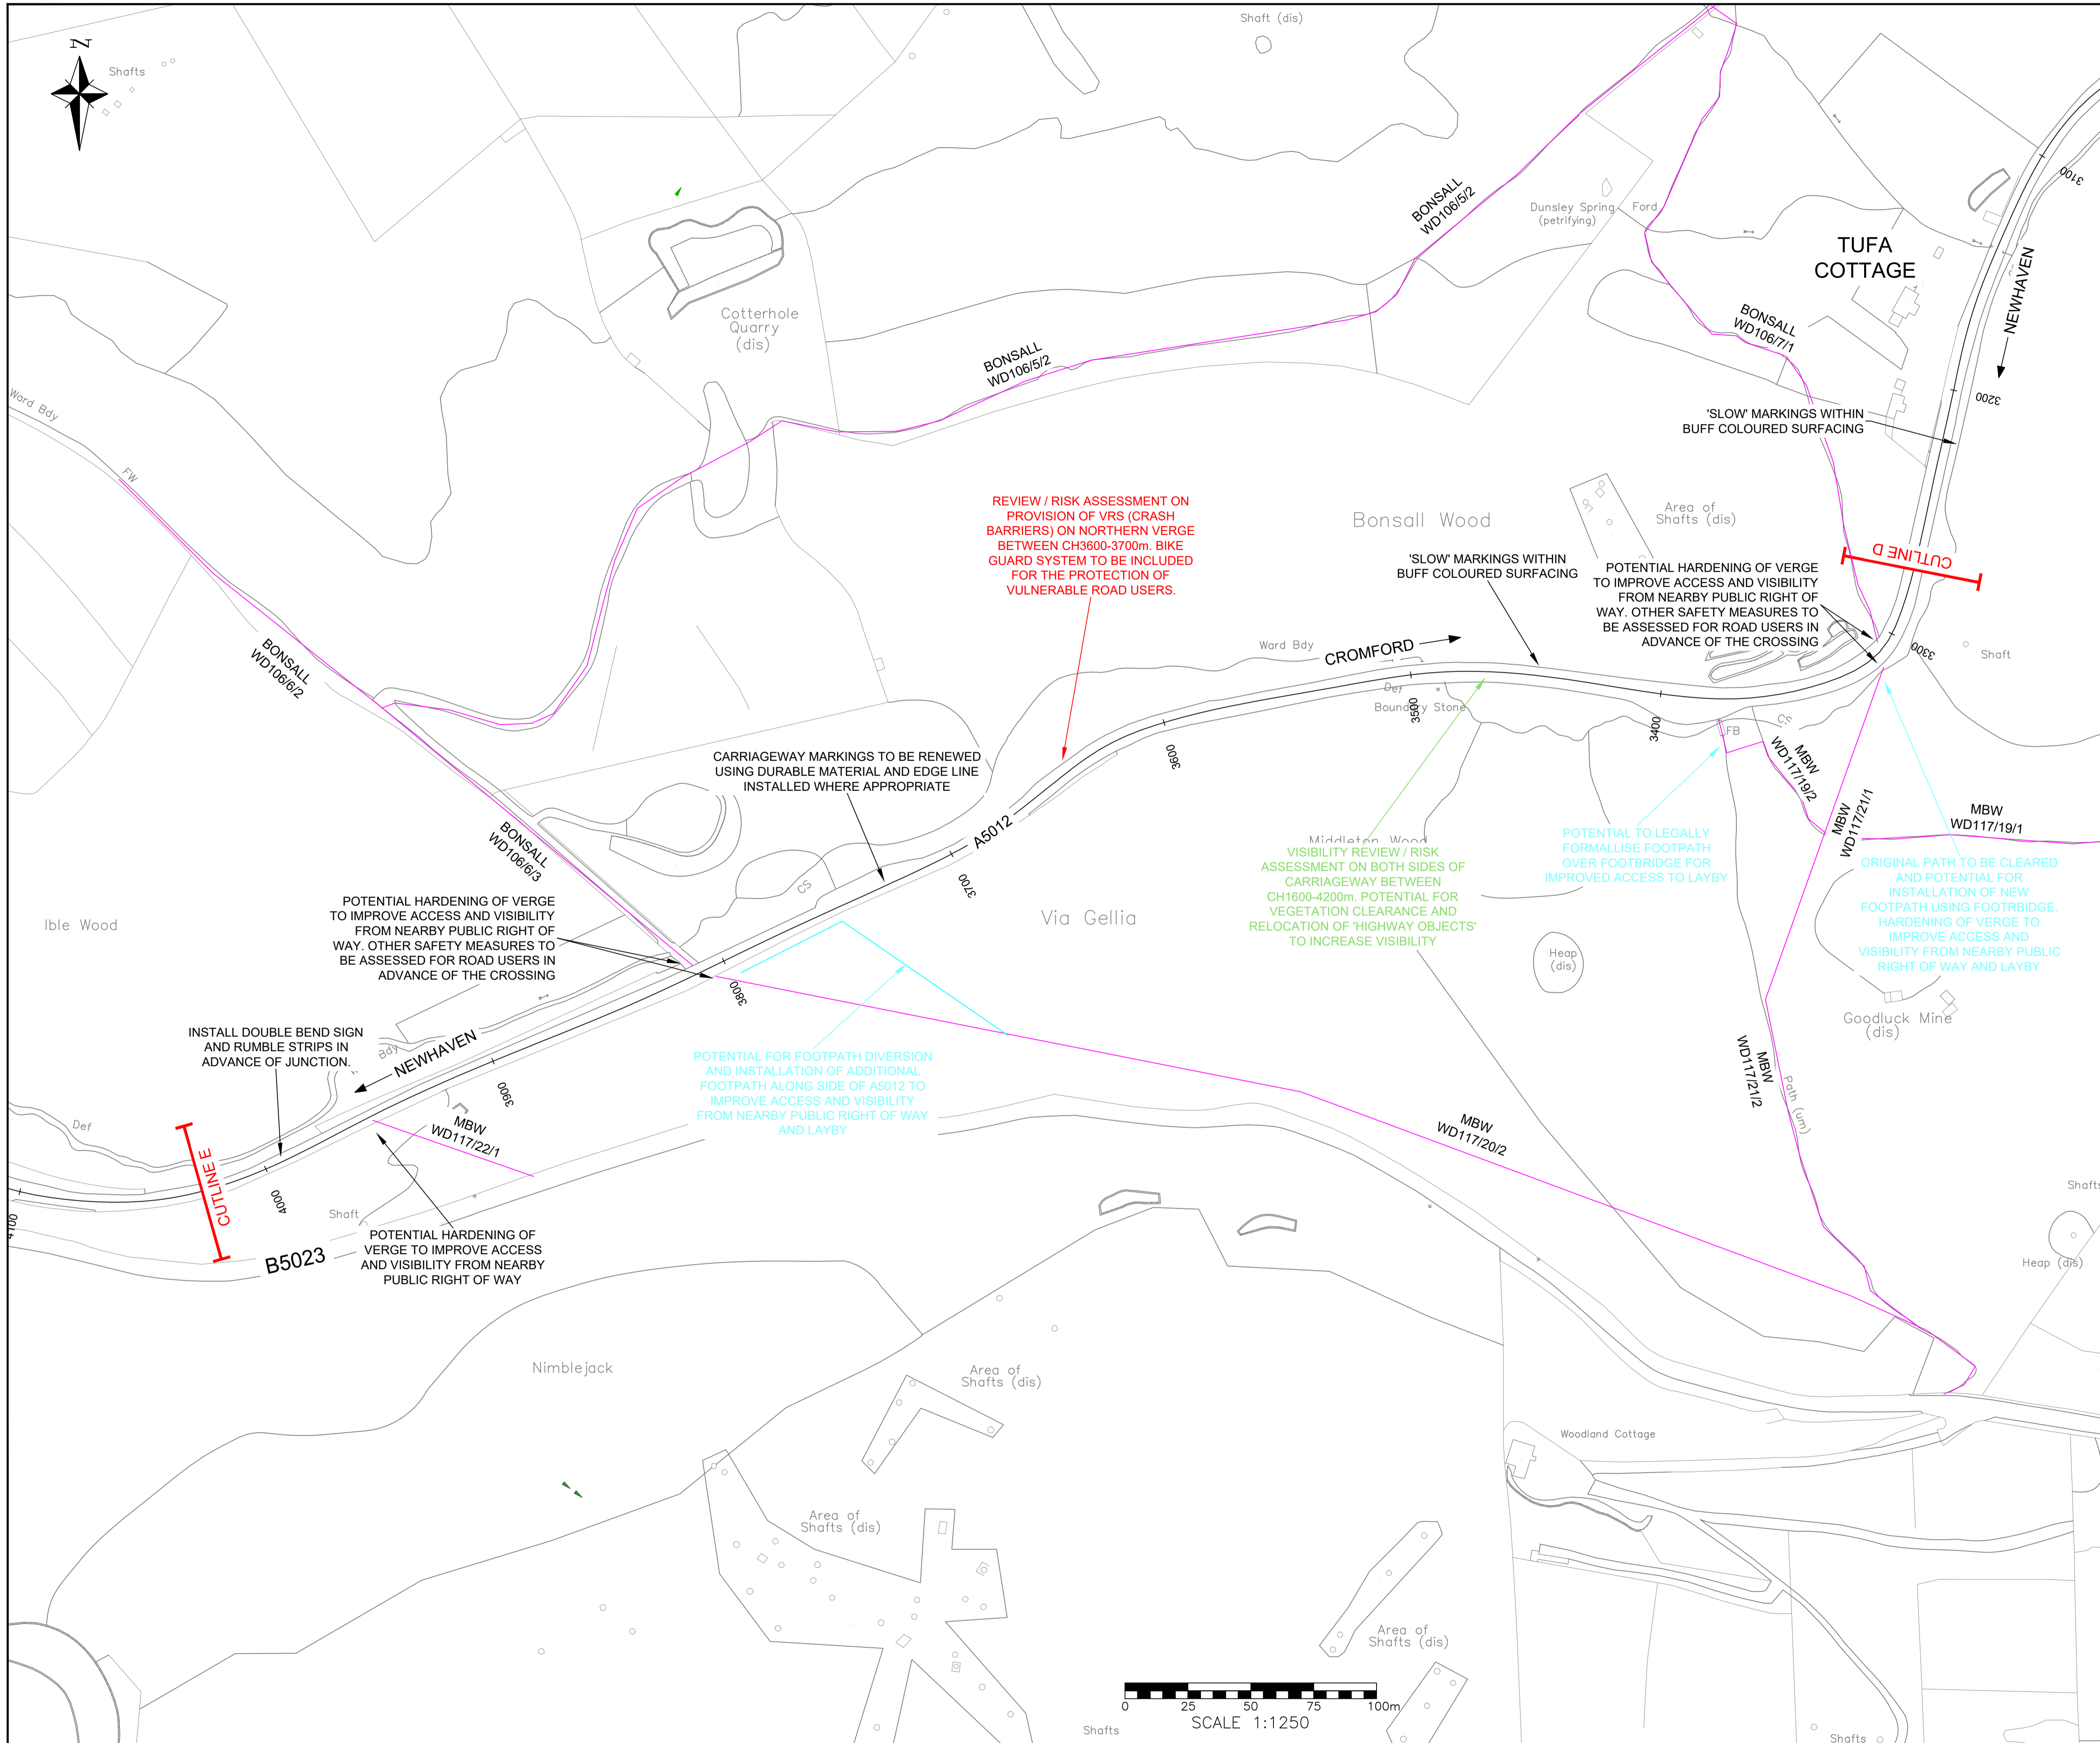 N
Shafts
Shaft (dis)
Cotterhole
Quarry
(dis)
BONSALL
WD106/5/2
BONSALL
WD106/5/2
Dunsley Spring
(petrifying)
Ford
TUFA
COTTAGE
BONSALL
WD106/7/1
3100
NEWHAVEN
3200
'SLOW' MARKINGS WITHIN
BUFF COLOURED SURFACING
Ward Bdy
FW
BONSALL
WD106/6/2
REVIEW / RISK ASSESSMENT ON
PROVISION OF VRS (CRASH
BARRIERS) ON NORTHERN VERGE
BETWEEN CH3600-3700m. BIKE
GUARD SYSTEM TO BE INCLUDED
FOR THE PROTECTION OF
VULNERABLE ROAD USERS.
Bonsall Wood
Area of
Shafts (dis)
'SLOW' MARKINGS WITHIN
BUFF COLOURED SURFACING
CUTLINE D
POTENTIAL HARDENING OF VERGE
TO IMPROVE ACCESS AND VISIBILITY
FROM NEARBY PUBLIC RIGHT OF
WAY. OTHER SAFETY MEASURES TO
BE ASSESSED FOR ROAD USERS IN
ADVANCE OF THE CROSSING
3300
Shaft
Ward Bdy
CROMFORD
Def
Boundry Stone
3500
3400
3600
FB
CS
MBW
WD117/19/2
MBW
WD117/21/1
MBW
WD117/19/1
CARRIAGEWAY MARKINGS TO BE RENEWED
USING DURABLE MATERIAL AND EDGE LINE
INSTALLED WHERE APPROPRIATE
A5012
3700
BONSALL
WD106/6/3
CS
Middleton Wood
VISIBILITY REVIEW / RISK
ASSESSMENT ON BOTH SIDES OF
CARRIAGEWAY BETWEEN
CH1600-4200m. POTENTIAL FOR
VEGETATION CLEARANCE AND
RELOCATION OF 'HIGHWAY OBJECTS'
TO INCREASE VISIBILITY
POTENTIAL TO LEGALLY
FORMALLISE FOOTPATH
OVER FOOTBRIDGE FOR
IMPROVED ACCESS TO LAYBY
ORIGINAL PATH TO BE CLEARED
AND POTENTIAL FOR
INSTALLATION OF NEW
FOOTPATH USING FOOTRBIDGE.
HARDENING OF VERGE TO
IMPROVE ACCESS AND
VISIBILITY FROM NEARBY PUBLIC
RIGHT OF WAY AND LAYBY
Ible Wood
POTENTIAL HARDENING OF VERGE
TO IMPROVE ACCESS AND VISIBILITY
FROM NEARBY PUBLIC RIGHT OF
WAY. OTHER SAFETY MEASURES TO
BE ASSESSED FOR ROAD USERS IN
ADVANCE OF THE CROSSING
Via Gellia
Heap
(dis)
3800
Goodluck Mine
(dis)
INSTALL DOUBLE BEND SIGN
AND RUMBLE STRIPS IN
ADVANCE OF JUNCTION.
Bdy
NEWHAVEN
3900
POTENTIAL FOR FOOTPATH DIVERSION
AND INSTALLATION OF ADDITIONAL
FOOTPATH ALONG SIDE OF A5012 TO
IMPROVE ACCESS AND VISIBILITY
FROM NEARBY PUBLIC RIGHT OF WAY
AND LAYBY
MBW
WD117/21/2
Path (um)
Def
MBW
WD117/22/1
MBW
WD117/20/2
CUTLINE E
4000
4100
Shaft
Shafts
B5023
POTENTIAL HARDENING OF
VERGE TO IMPROVE ACCESS
AND VISIBILITY FROM NEARBY
PUBLIC RIGHT OF WAY
Heap (dis)
Nimblejack
Area of
Shafts (dis)
Woodland Cottage
Area of
Shafts (dis)
Area of
Shafts (dis)
0 25 50 75 100m
SCALE 1:1250
Shafts
Shafts